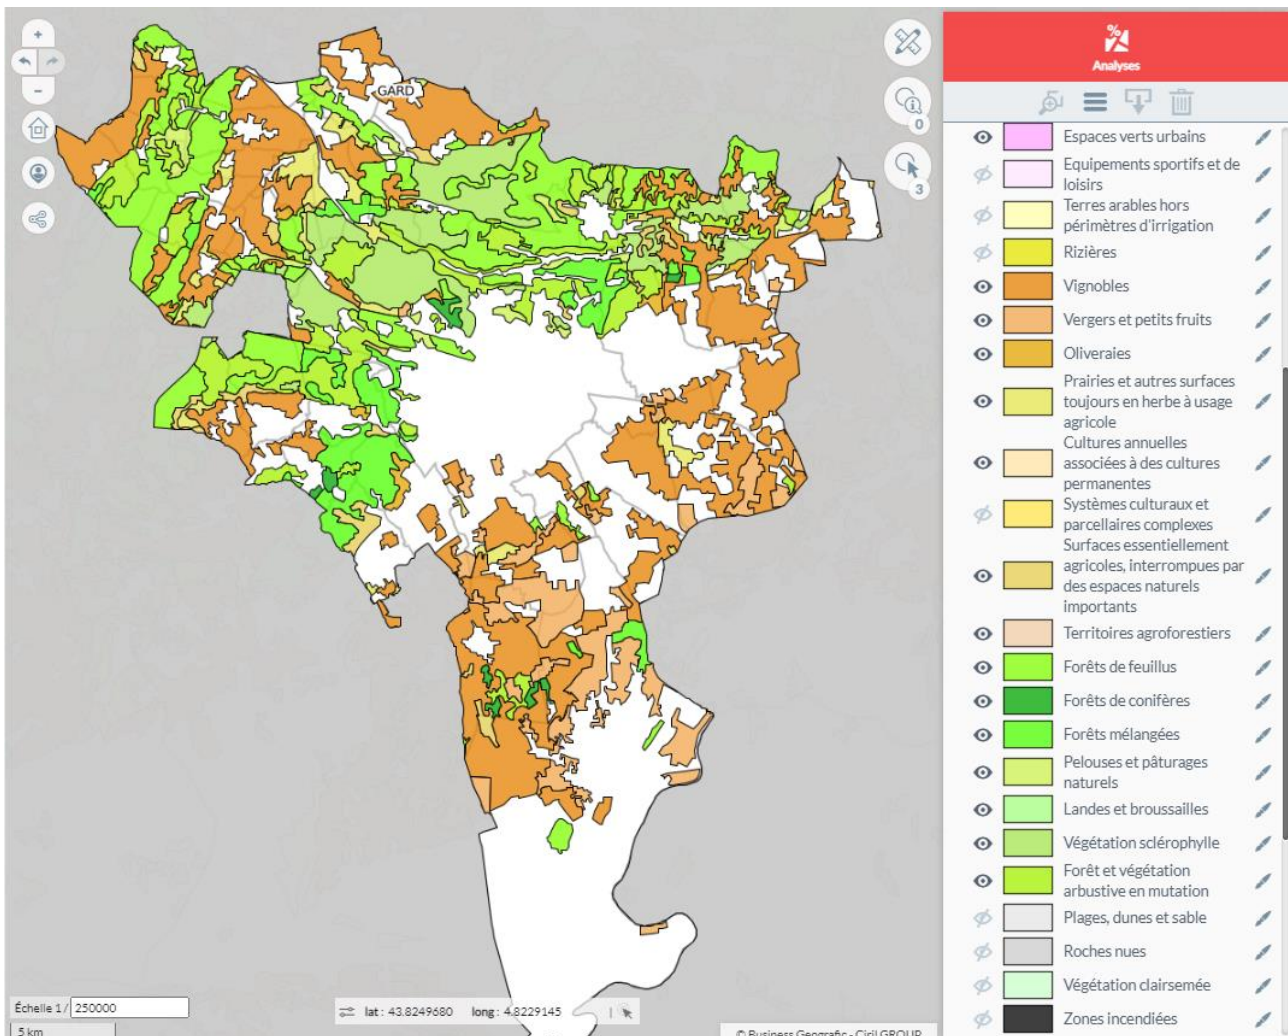 +
−
GARD
0
3
%
Analyses
Espaces verts urbains
Equipements sportifs et de
loisirs
Terres arables hors
périmètres d'irrigation
Rizières
Vignobles
Vergers et petits fruits
Oliveraies
Prairies et autres surfaces
toujours en herbe à usage
agricole
Cultures annuelles
associées à des cultures
permanentes
Systèmes culturaux et
parcellaires complexes
Surfaces essentiellement
agricoles, interrompues par
des espaces naturels
importants
Territoires agroforestiers
Forêts de feuillus
Forêts de conifères
Forêts mélangées
Pelouses et pâturages
naturels
Landes et broussailles
Végétation sclérophylle
Forêt et végétation
arbustive en mutation
Plages, dunes et sable
Roches nues
Végétation clairsemée
Zones incendiées
Échelle 1 / 250000
lat : 43.8249680 long : 4.8229145
5 km
© Business Geografic - Ciril GROUP